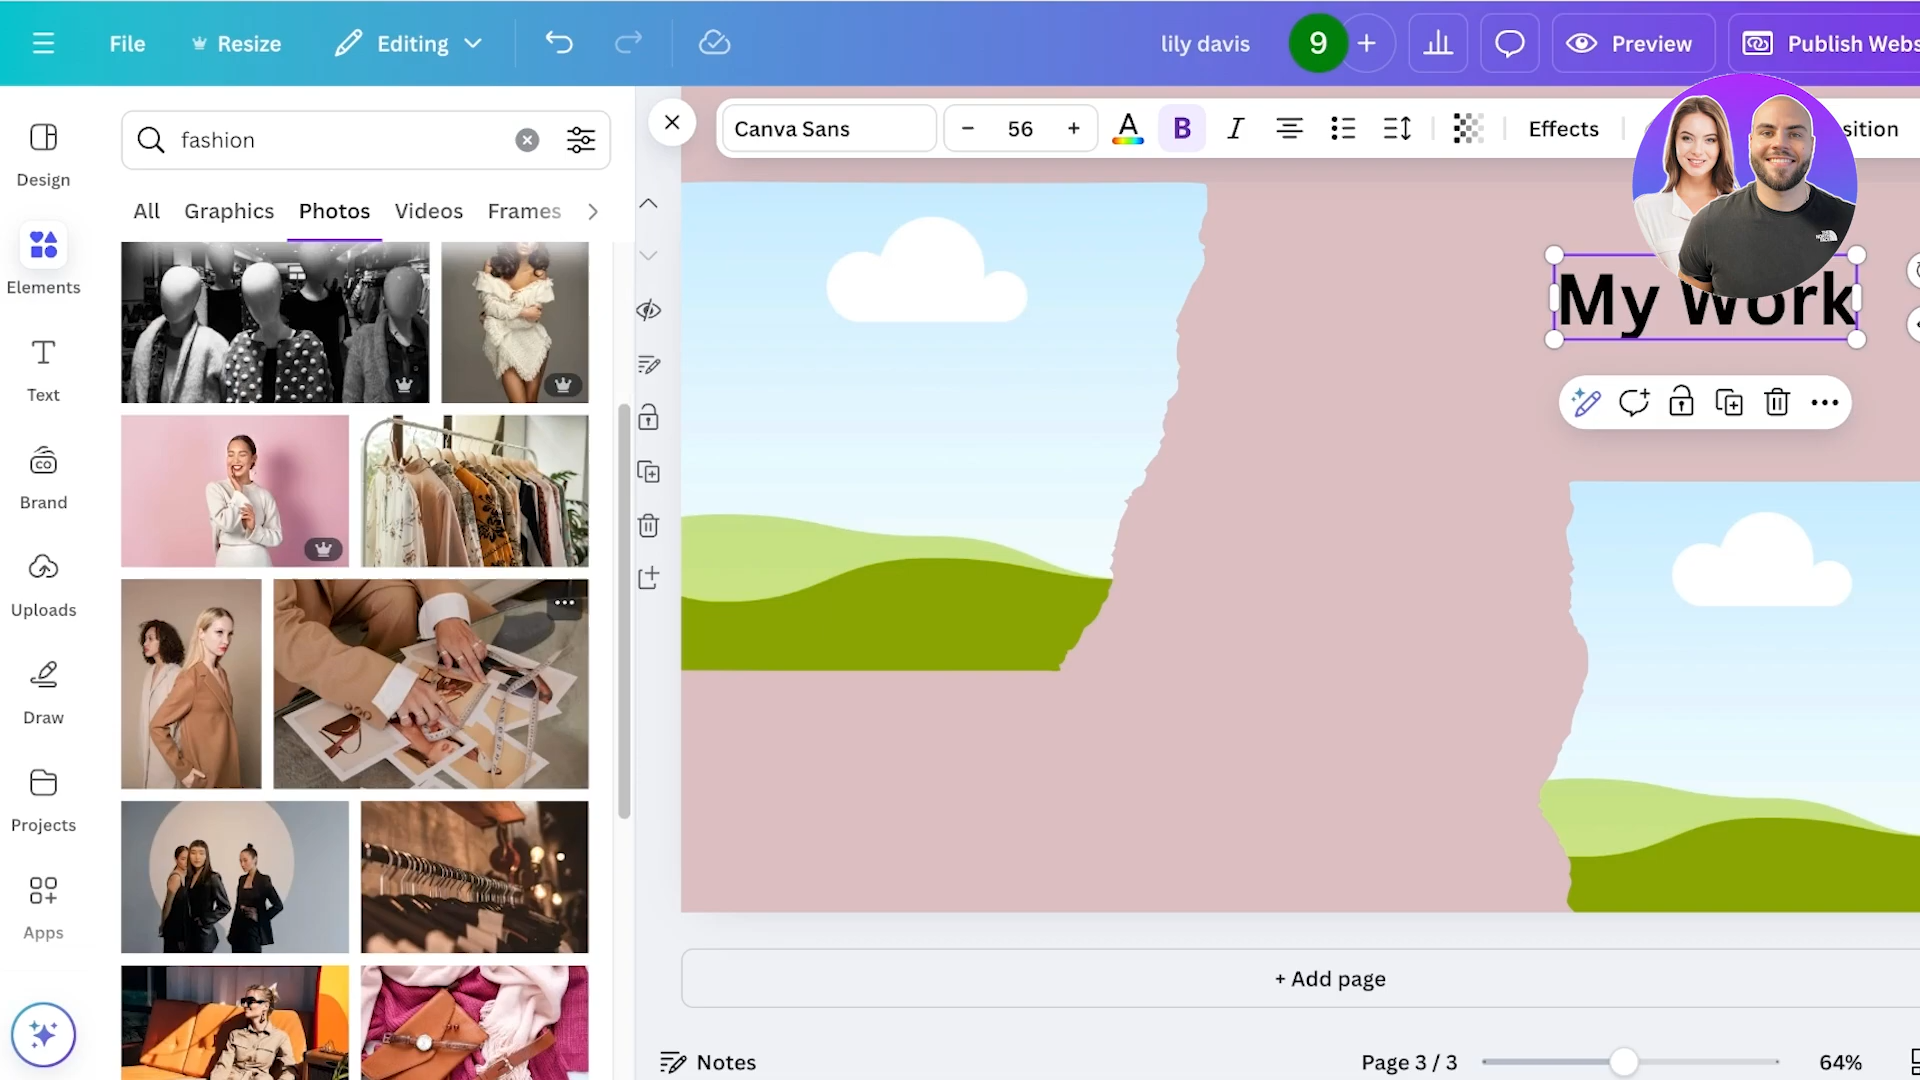 File Resize Editing lily davis 9 + Preview Publish Webs
fashion
Canva Sans - 56 + A B I Effects sition
All Graphics Photos Videos Frames
Design
Elements
Text
Brand
Uploads
Draw
Projects
Apps
My Work
+ Add page
Notes Page 3 / 3 64%